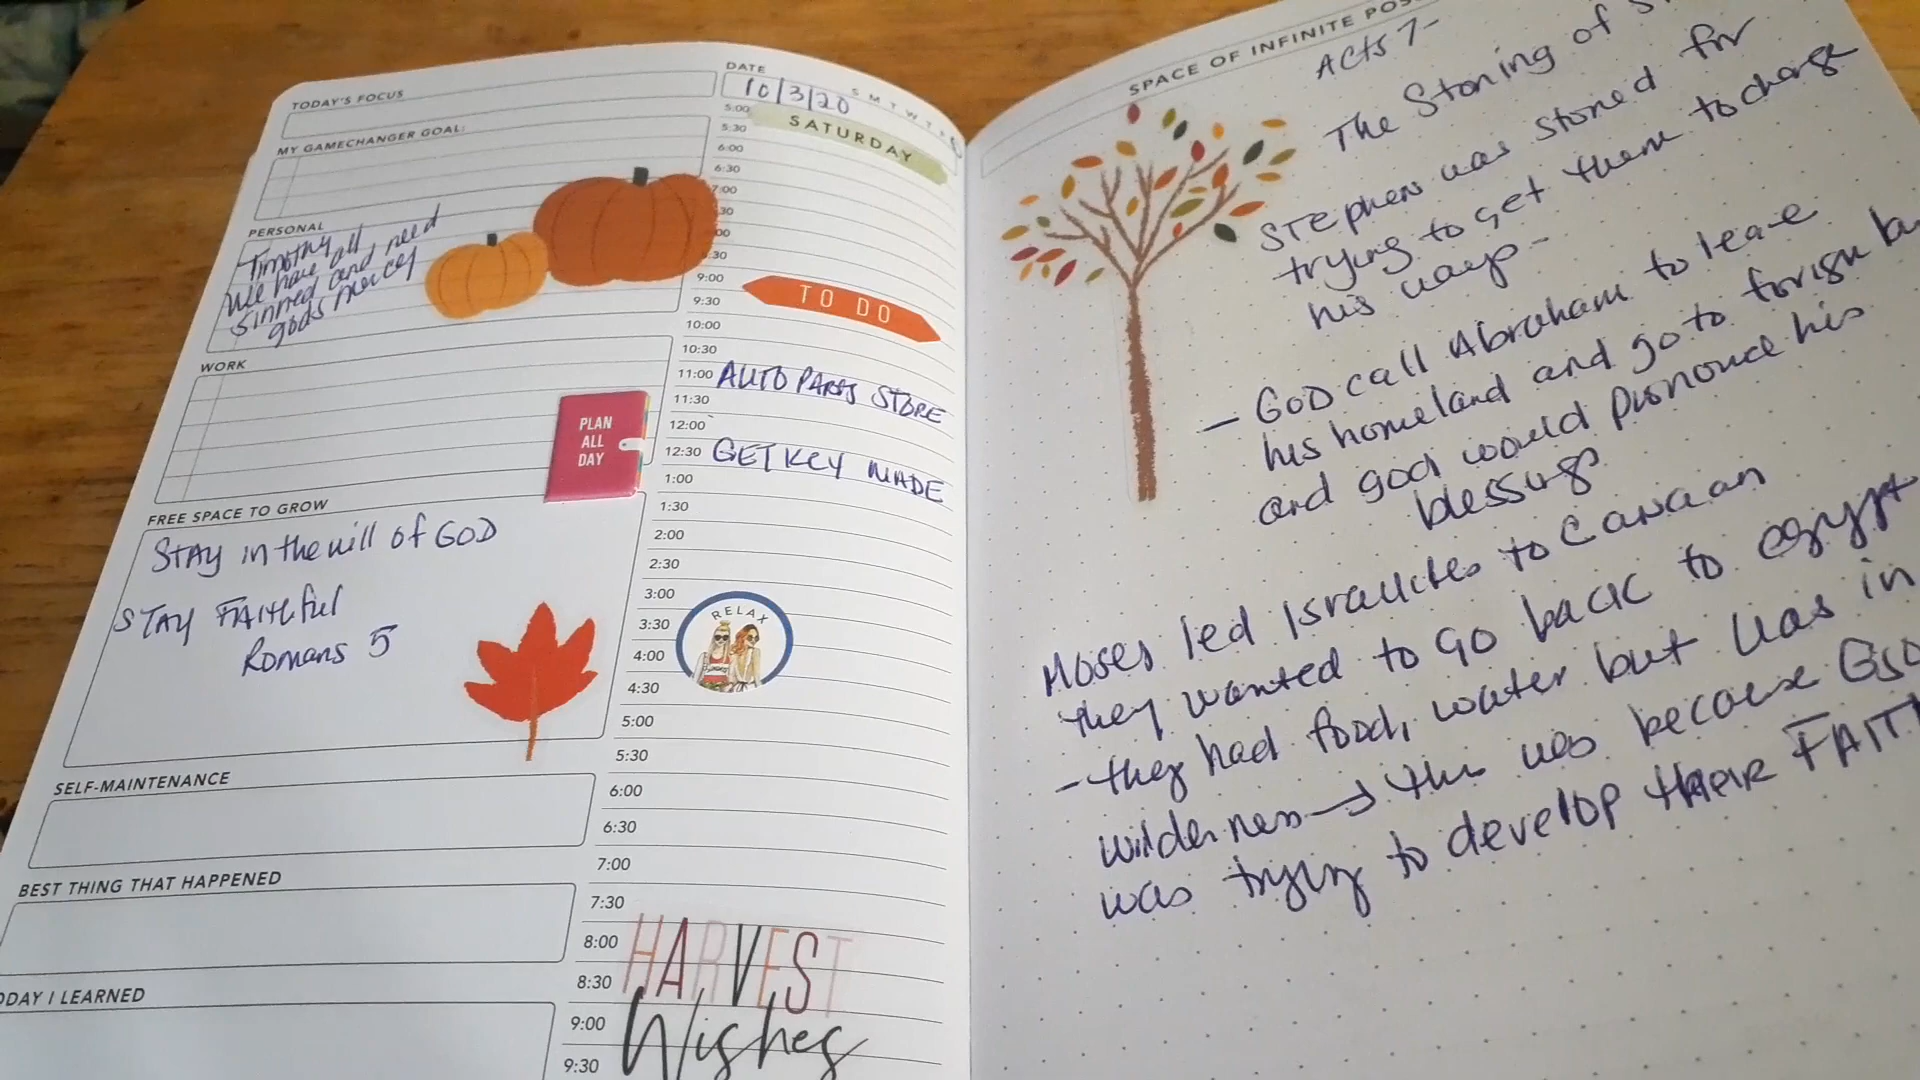 TODAY'S FOCUS
MY GAMECHANGER GOAL:
PERSONAL
Timothy
We have all
sinned and need
gods mercy
WORK
PLAN
ALL
DAY
FREE SPACE TO GROW
STAY in the will of GOD
STAY FAITHful
Romans 5
SELF-MAINTENANCE
BEST THING THAT HAPPENED
ODAY I LEARNED
DATE
10/3/20
S M T W T F
SATURDAY
5:00
5:30
6:00
6:30
7:00
30
00
30
9:00
TO DO
9:30
10:00
10:30
11:00 AUTO PARTS STORE
11:30
12:00
12:30 GET KEY MADE
1:00
1:30
2:00
2:30
3:00
RELAX
3:30
4:00
4:30
5:00
5:30
6:00
6:30
7:00
7:30
8:00
HARVEST
8:30
9:00
Wishes
9:30
SPACE OF INFINITE POS
ACTS 7-
The Stoning of S
STEphen was stoned for
trying to get them to change
his ways -
- GOD call Abraham to leave
his homeland and go to forign
and god would pronounce his
blessings
Moses led Israelites to Canaan
they wanted to go back to egypt
- they had food, water but was in
wilderness → this was because GOD
was trying to develop thEIR FAITH